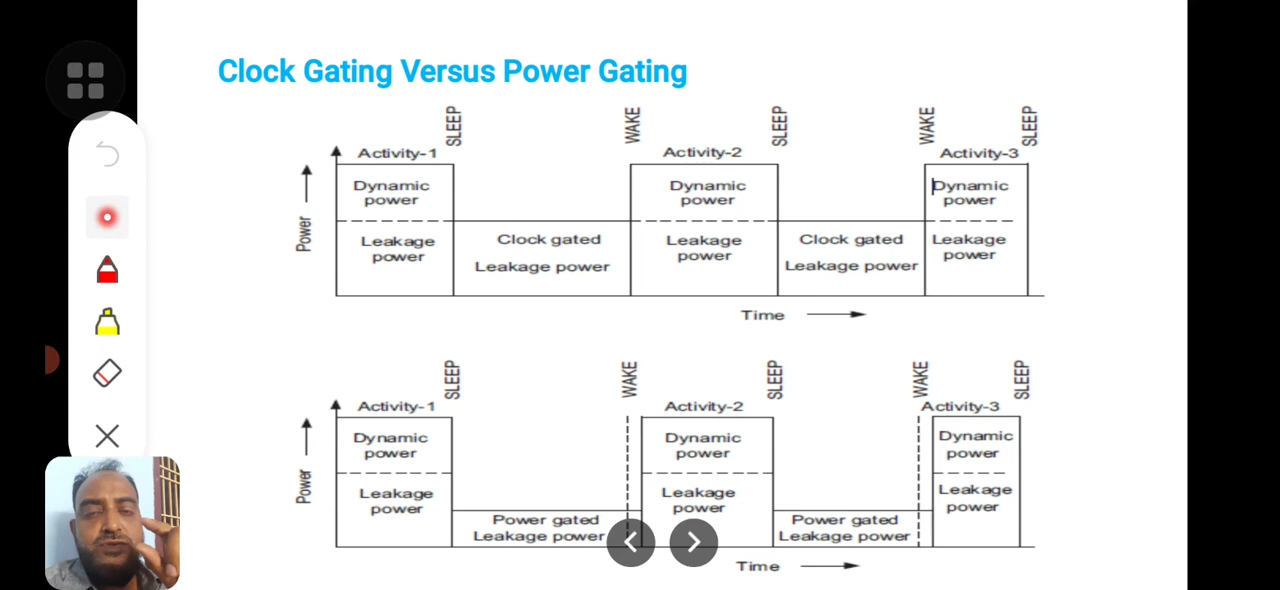 Clock Gating Versus Power Gating
SLEEP
WAKE
SLEEP
WAKE
SLEEP
Activity-1
Activity-2
Activity-3
Power
Dynamic
power
Dynamic
power
Dynamic
power
Leakage
power
Clock gated
Leakage power
Leakage
power
Clock gated
Leakage power
Leakage
power
Time
SLEEP
WAKE
SLEEP
WAKE
SLEEP
Activity-1
Activity-2
Activity-3
Power
Dynamic
power
Dynamic
power
Dynamic
power
Leakage
power
Power gated
Leakage power
Leakage
power
Power gated
Leakage power
Leakage
power
Time